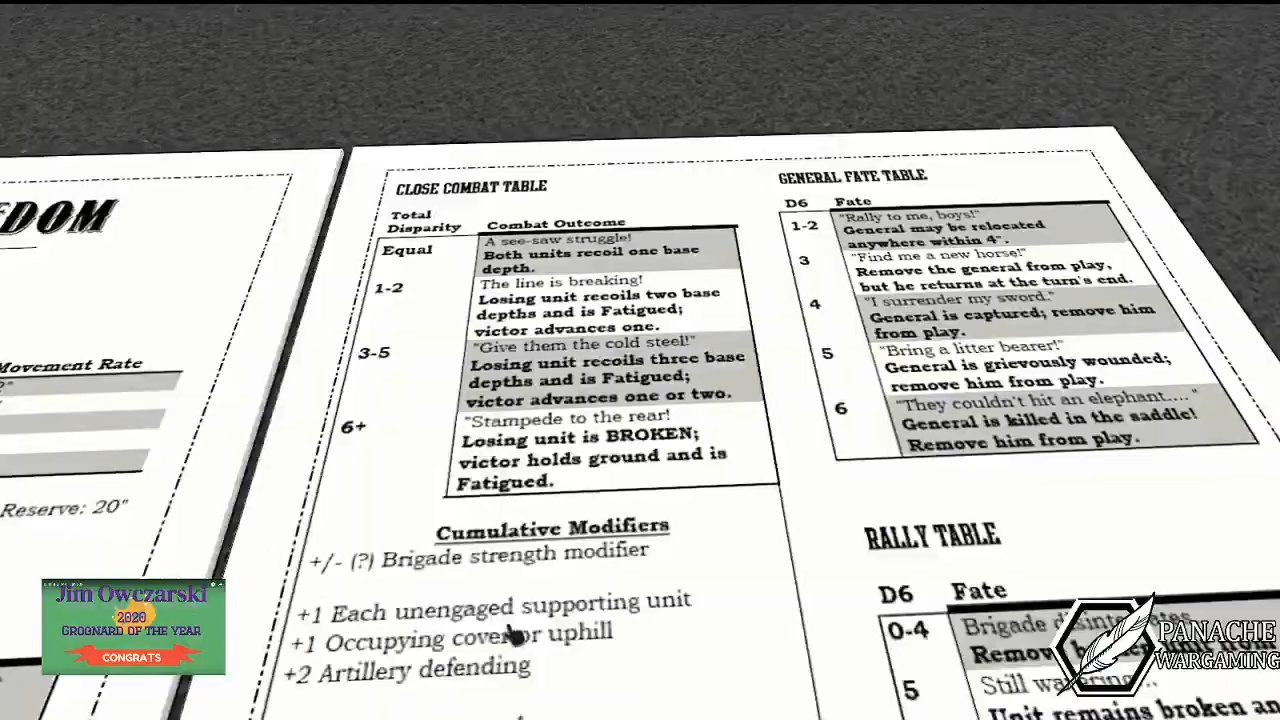 EDOM
Movement Rate
Reserve: 20"
CLOSE COMBAT TABLE
Total
Disparity Combat Outcome
Equal
A see-saw struggle!
Both units recoil one base
depth.
1-2
The line is breaking!
Losing unit recoils two base
depths and is Fatigued;
victor advances one.
3-5
"Give them the cold steel!"
Losing unit recoils three base
depths and is Fatigued;
victor advances one or two.
6+
"Stampede to the rear!
Losing unit is BROKEN;
victor holds ground and is
Fatigued.
Cumulative Modifiers
+/- (?) Brigade strength modifier
+1 Each unengaged supporting unit
+1 Occupying cover or uphill
+2 Artillery defending
GENERAL FATE TABLE
D6 Fate
1-2
"Rally to me, boys!"
General may be relocated
anywhere within 4".
3
"Find me a new horse!"
Remove the general from play,
but he returns at the turn's end.
4
"I surrender my sword."
General is captured; remove him
from play.
5
"Bring a litter bearer!"
General is grievously wounded;
remove him from play.
6
"They couldn't hit an elephant...."
General is killed in the saddle!
Remove him from play.
RALLY TABLE
D6 Fate
0-4
Brigade
5
Still
Unit remains broken an
Jim Owczarski
2020
GROGNARD OF THE YEAR
CONGRATS
PANACHE
WARGAMING